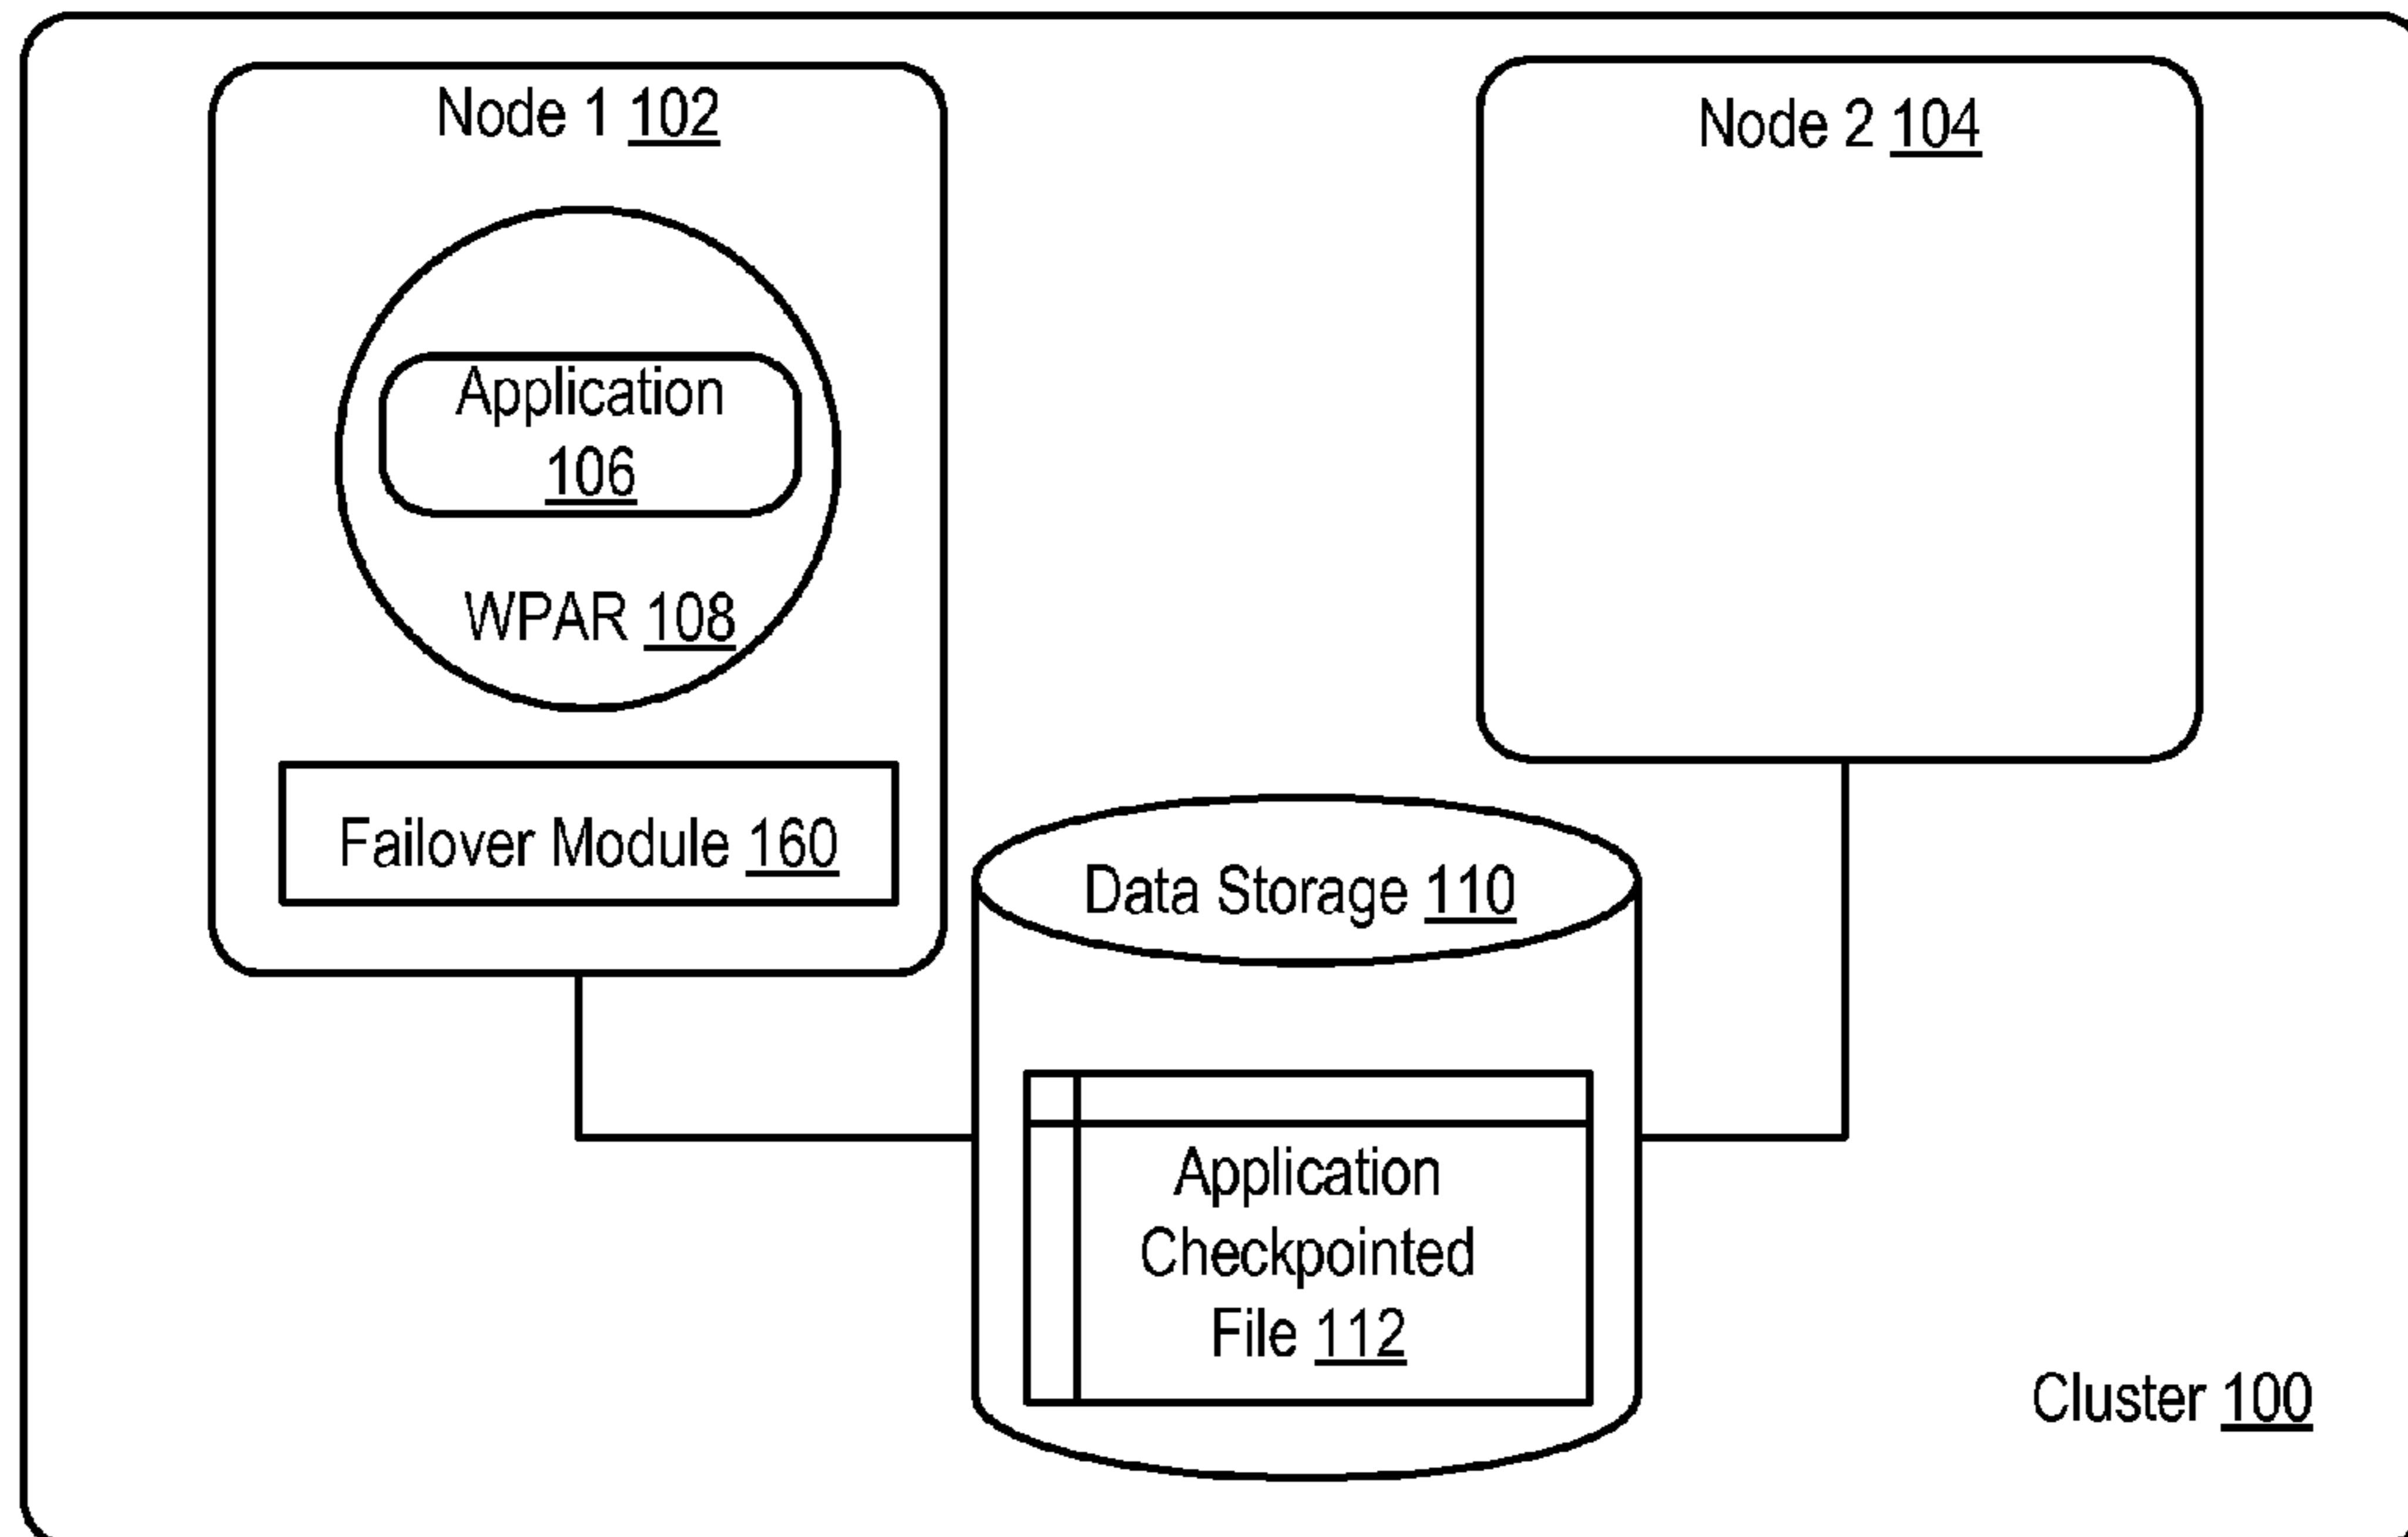 Node 1 102
Application
106
WPAR 108
Failover Module 160
Node 2 104
Data Storage 110
Application
Checkpointed
File 112
Cluster 100